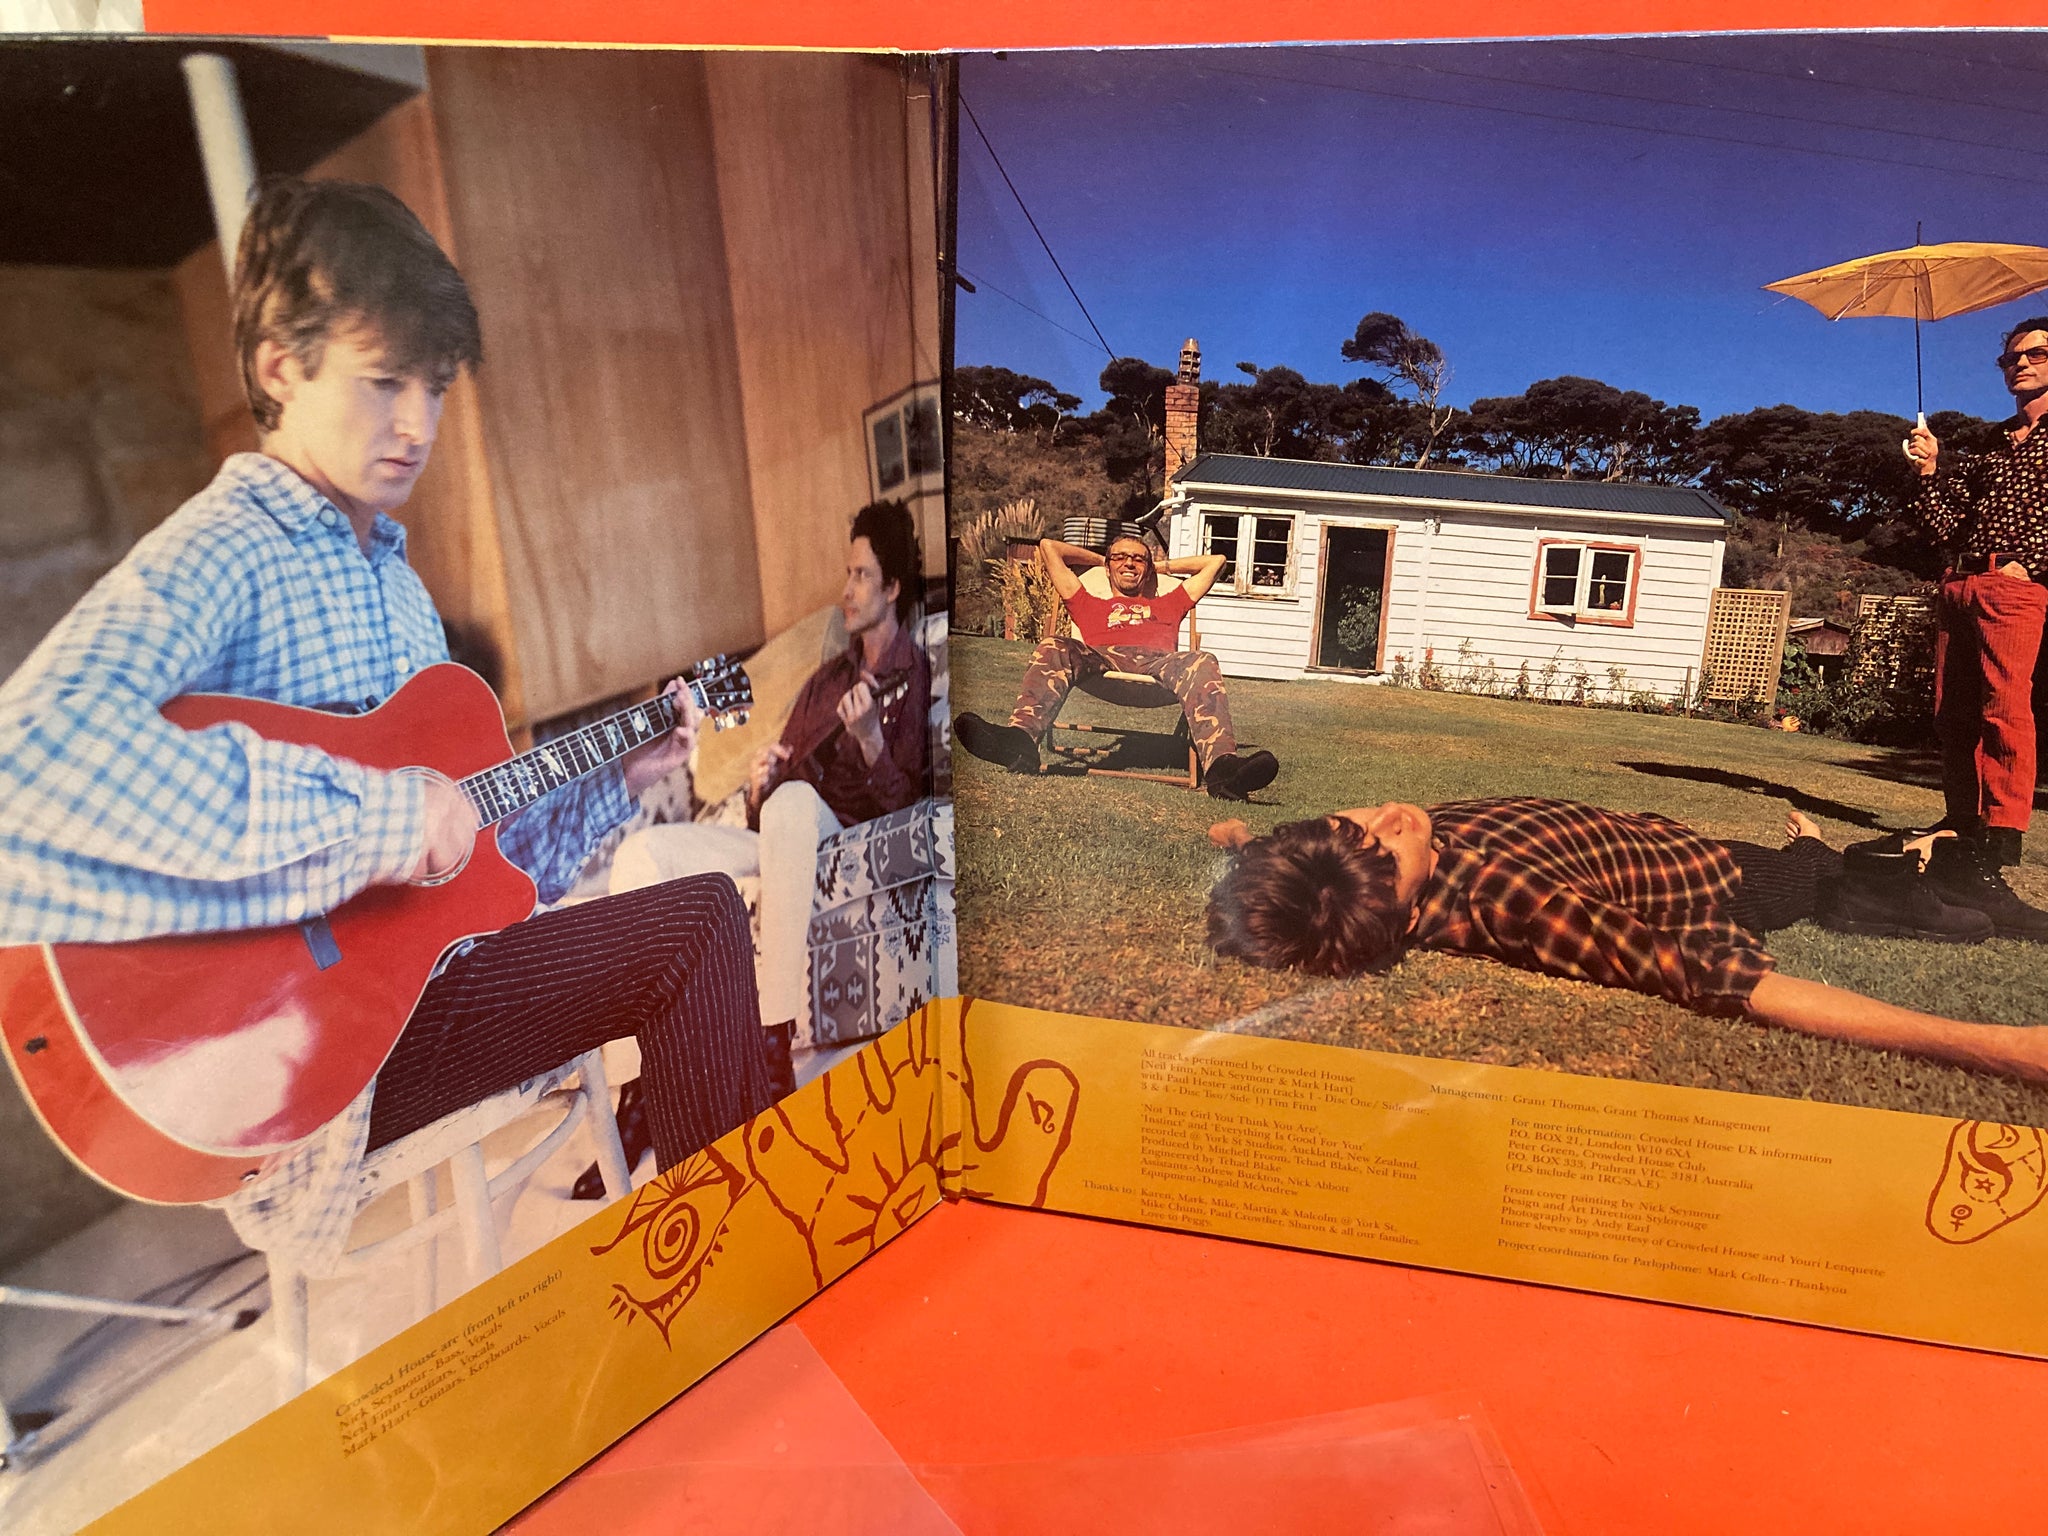 Crowded House are (from left to right)
Nick Seymour - Bass, Vocals
Neil Finn - Guitars, Vocals
Mark Hart - Guitars, Keyboards, Vocals
All tracks performed by Crowded House
[Neil Finn, Nick Seymour & Mark Hart]
with Paul Hester and (on tracks 1 - Disc One/ Side one.
3 & 4 - Disc Two/Side 1) Tim Finn
'Not The Girl You Think You Are',
'Instinct' and 'Everything Is Good For You'
recorded @ York St Studios, Auckland, New Zealand.
Produced by Mitchell Froom, Tchad Blake, Neil Finn
Engineered by Tchad Blake
Assistants - Andrew Buckton, Nick Abbott
Equipment - Dugald McAndrew
Thanks to: Karen, Mark, Mike, Martin & Malcolm @ York St,
Mike Chunn, Paul Crowther, Sharon & all our families.
Love to Peggy.
Management: Grant Thomas, Grant Thomas Management
For more information: Crowded House UK information
P.O. BOX 21, London W10 6XA
Peter Green, Crowded House Club,
P.O. BOX 333, Prahran VIC, 3181 Australia
(PLS include an IRC/S.A.E)
Front cover painting by Nick Seymour
Design and Art Direction Stylorouge
Photography by Andy Earl
Inner sleeve snaps courtesy of Crowded House and Youri Lenquette
Project coordination for Parlophone: Mark Collen - Thankyou